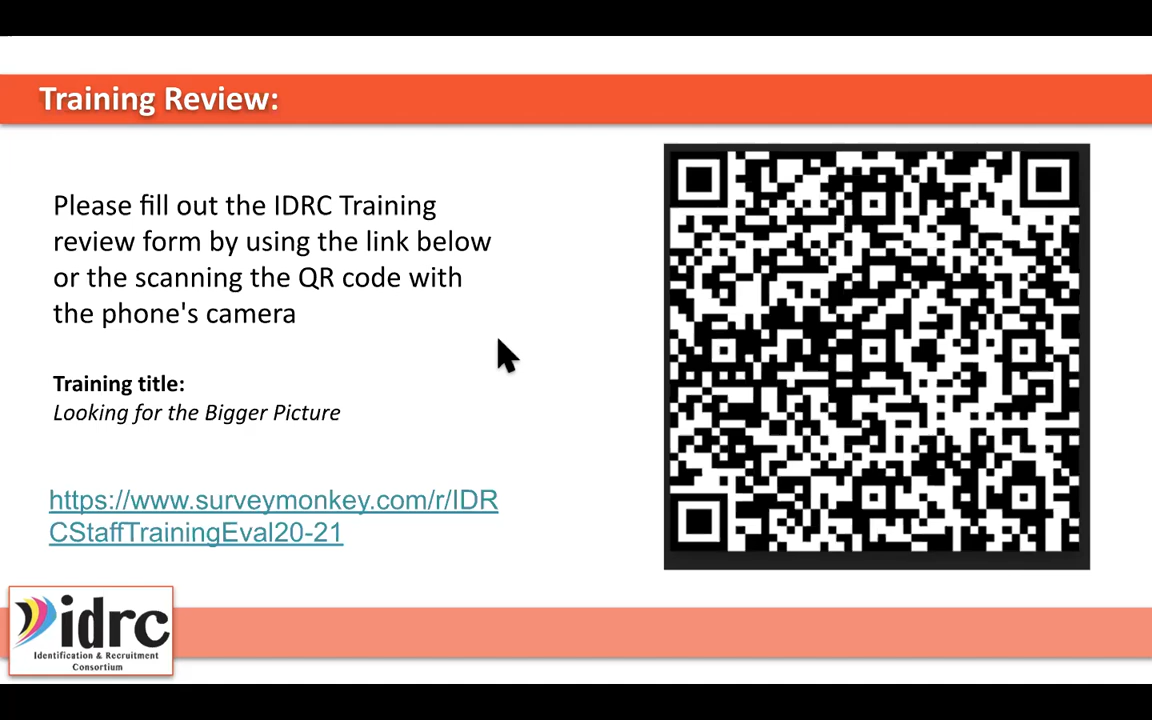 Training Review:
Please fill out the IDRC Training
review form by using the link below
or the scanning the QR code with
the phone's camera
Training title:
Looking for the Bigger Picture
https://www.surveymonkey.com/r/IDR
CStaffTrainingEval20-21
idrc
Identification & Recruitment
Consortium